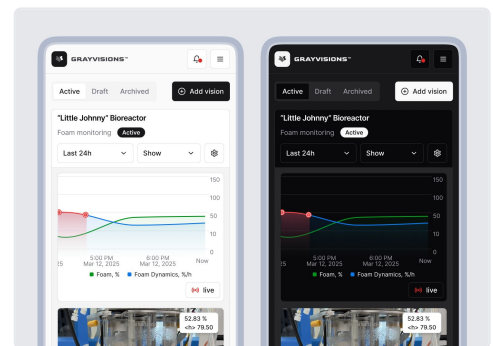 GRAYVISIONS™
Active Draft Archived
Add vision
"Little Johnny" Bioreactor
Foam monitoring Active
Last 24h
Show
150
100
50
10
0
5:00 PM 6:00 PM Now
25 Mar 12, 2025 Mar 12, 2025
Foam, % Foam Dynamics, %/h
live
52.83 %
<h> 79.50
GRAYVISIONS™
Active Draft Archived
Add vision
"Little Johnny" Bioreactor
Foam monitoring Active
Last 24h
Show
150
100
50
10
0
5:00 PM 6:00 PM Now
25 Mar 12, 2025 Mar 12, 2025
Foam, % Foam Dynamics, %/h
live
52.83 %
<h> 79.50